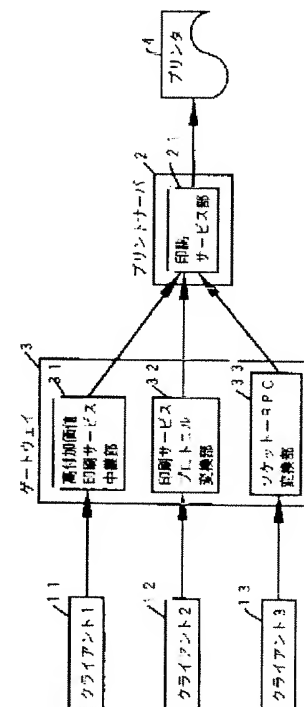 ゲートウェイ
3
高付加価値
印刷サービス
中継部
31
印刷サービス
プロトコル
変換部
32
ソケット－RPC
変換部
33
クライアント1
11
クライアント2
12
クライアント3
13
プリントサーバ
2
印刷
サービス部
21
プリンタ
4